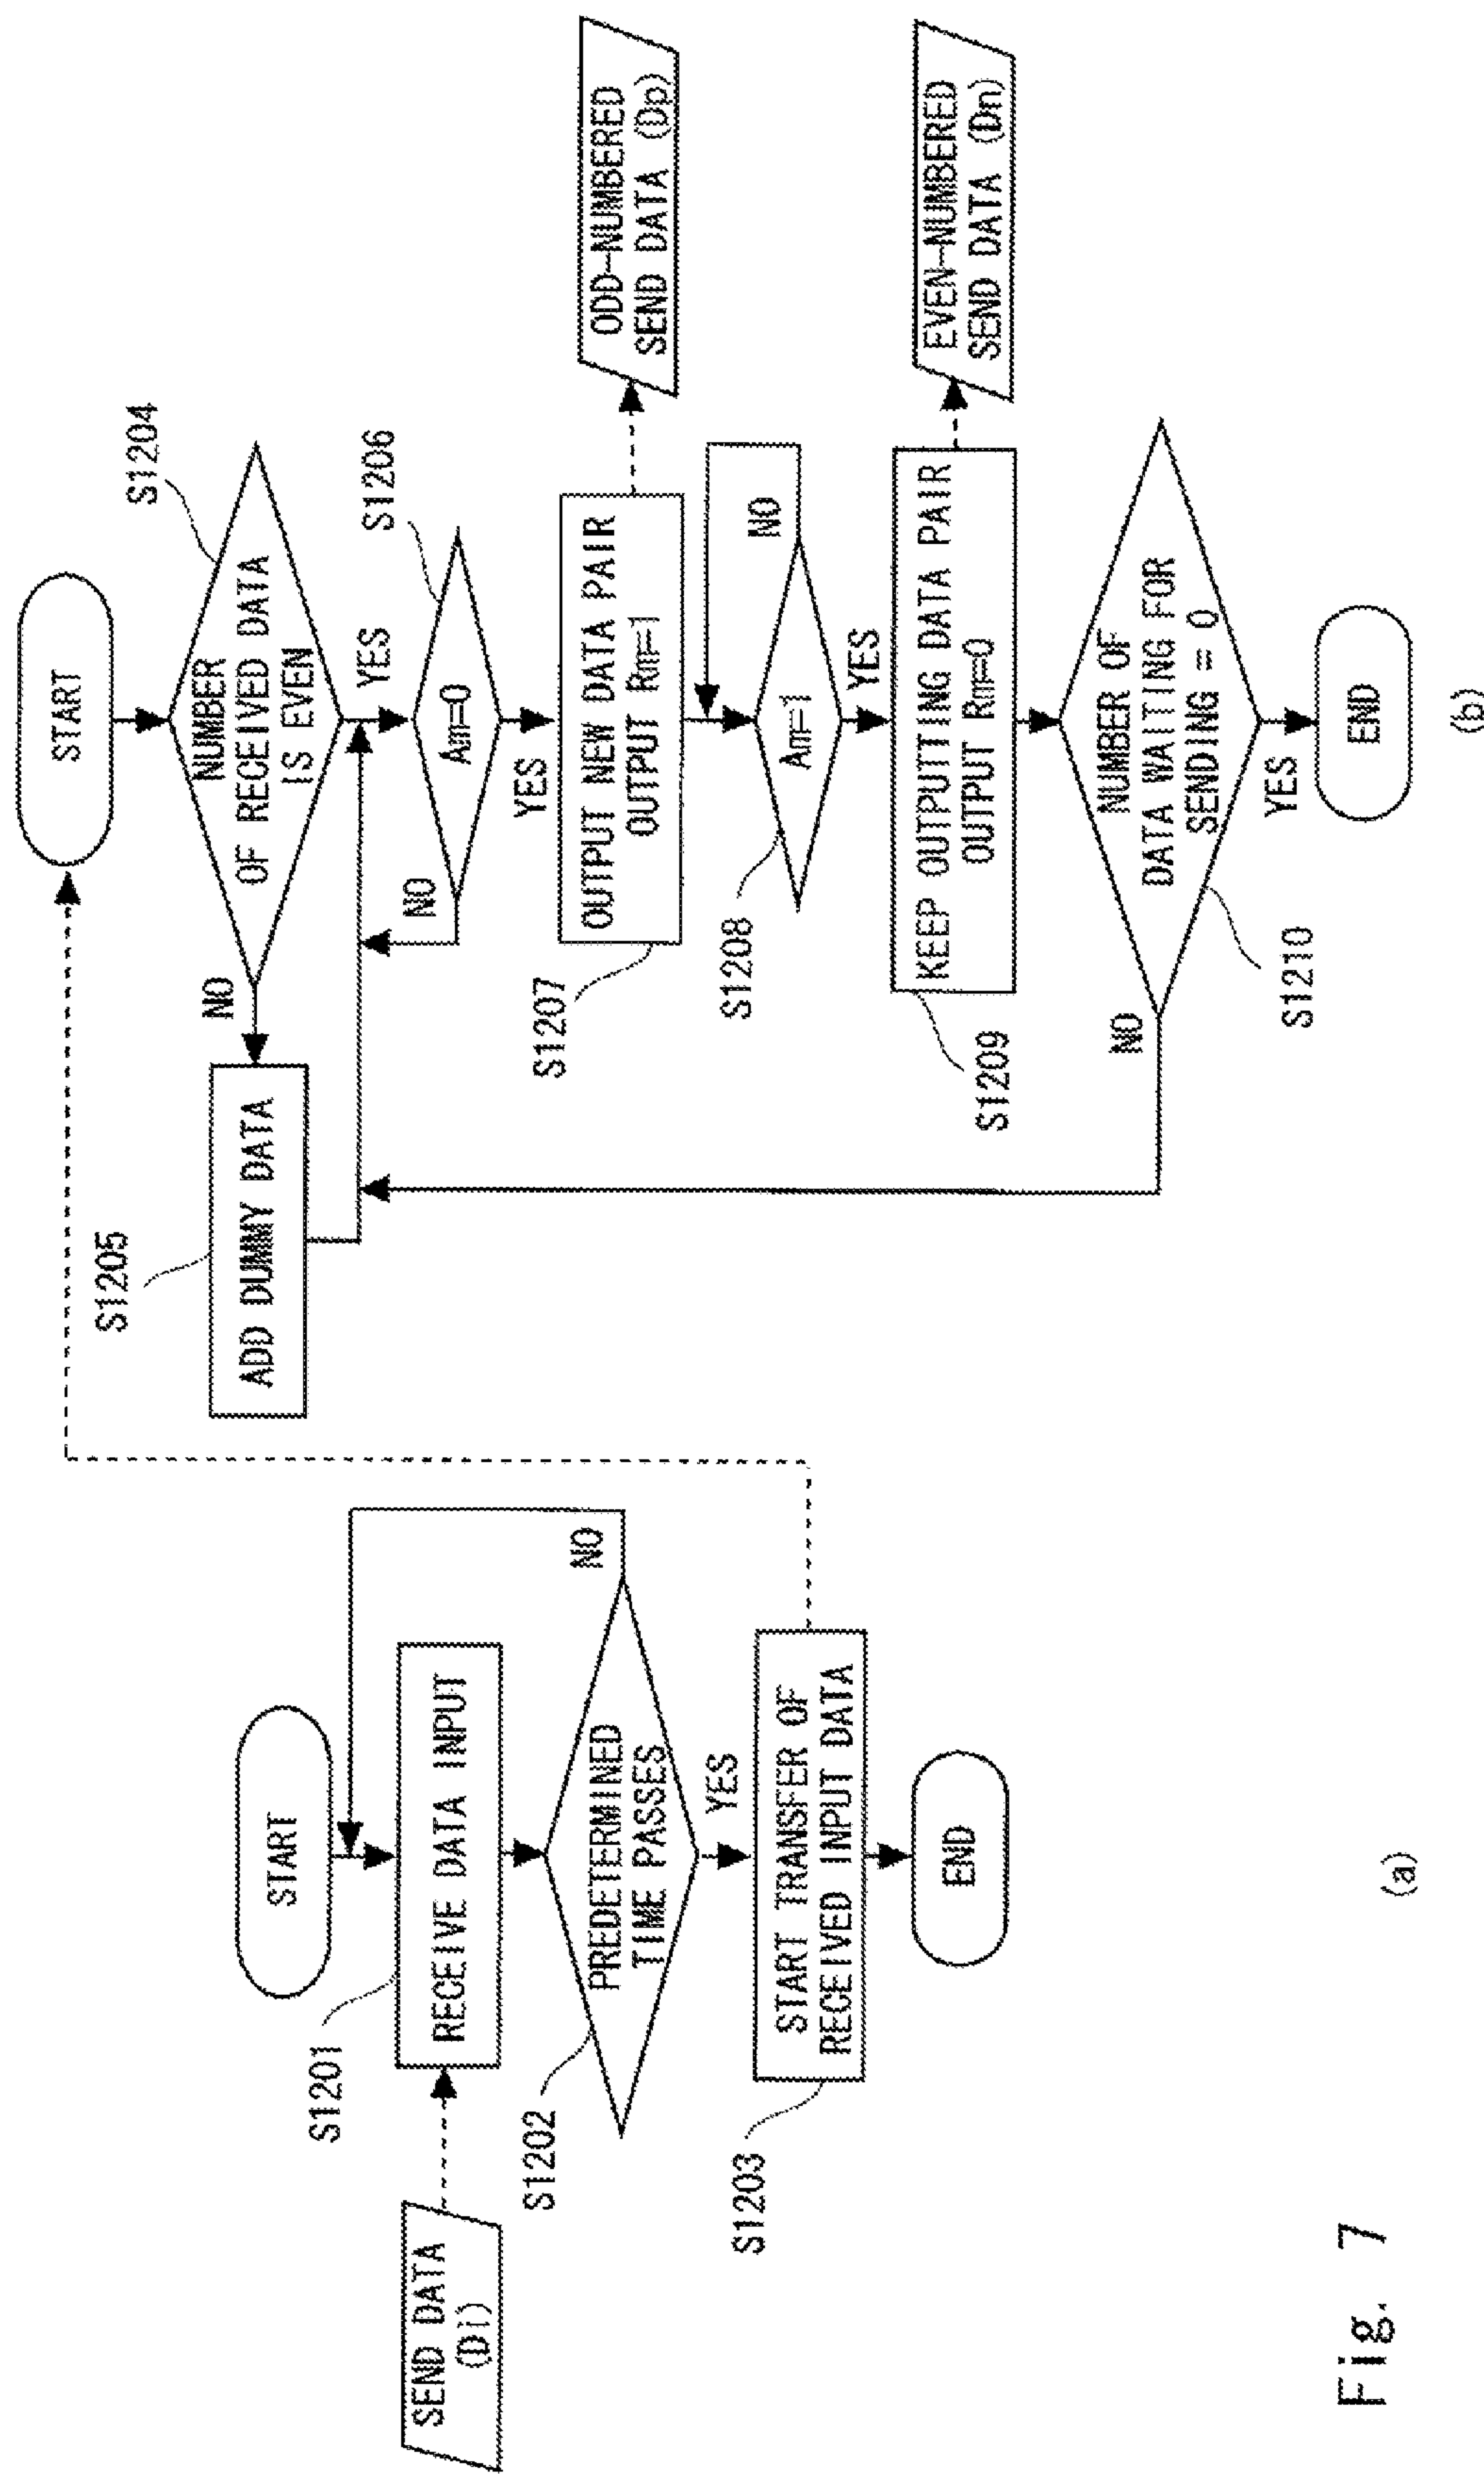 SEND DATA
(Di)
START
S1201
RECEIVE DATA INPUT
S1202
PREDETERMINED
TIME PASSES
NO
YES
S1203
START TRANSFER OF
RECEIVED INPUT DATA
END
(a)
START
S1204
NUMBER
OF RECEIVED DATA
IS EVEN
NO
YES
S1205
ADD DUMMY DATA
S1206
Am=0
NO
YES
S1207
OUTPUT NEW DATA PAIR
OUTPUT Rm=1
ODD-NUMBERED
SEND DATA (Dp)
S1208
Am=1
NO
YES
S1209
KEEP OUTPUTTING DATA PAIR
OUTPUT Rm=0
EVEN-NUMBERED
SEND DATA (Dn)
S1210
NUMBER OF
DATA WAITING FOR
SENDING = 0
NO
YES
END
(b)
Fig. 7